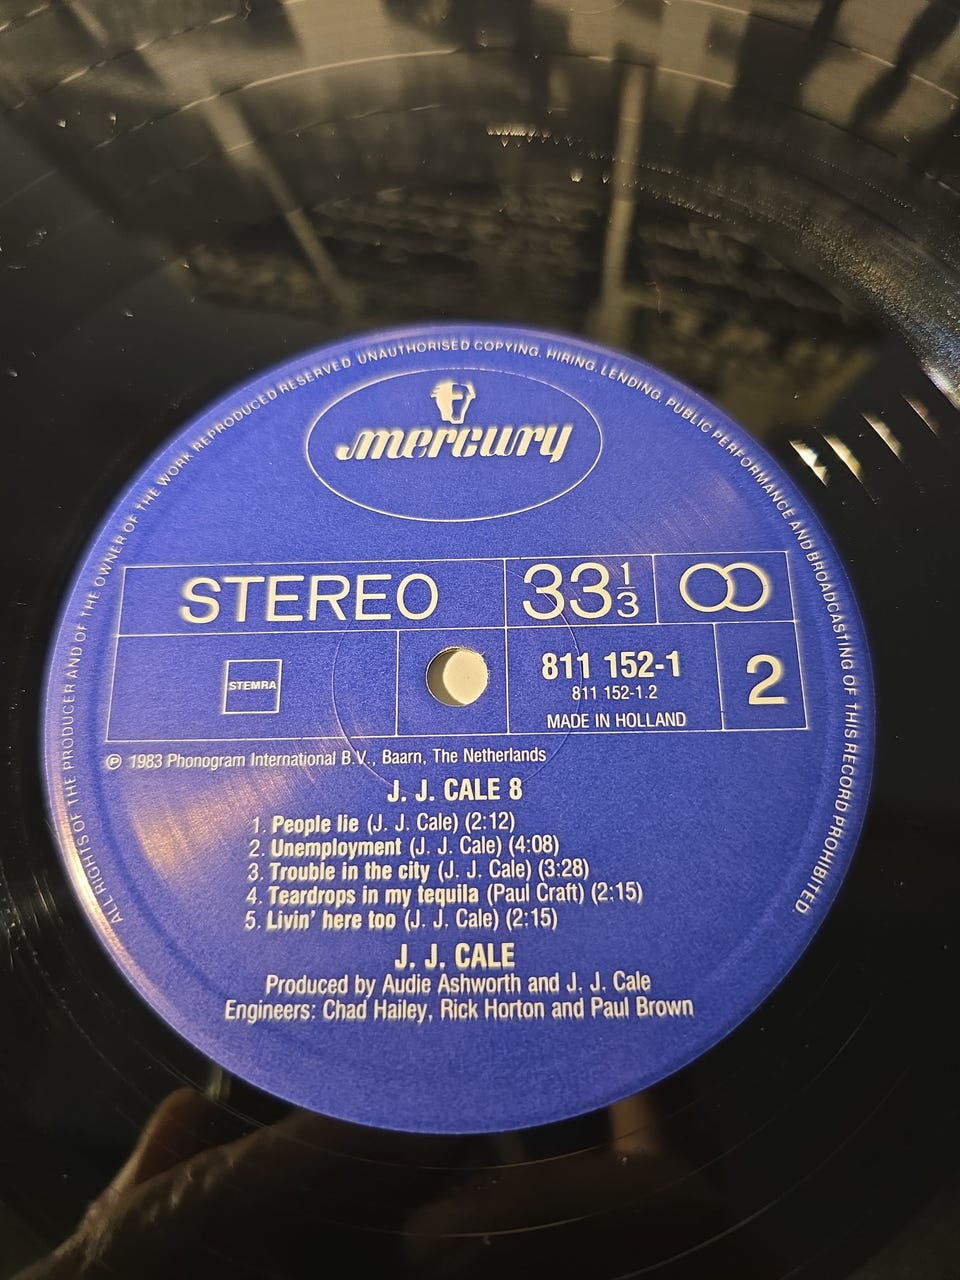 ALL RIGHTS OF THE PRODUCER AND OF THE OWNER OF THE WORK REPRODUCED RESERVED. UNAUTHORISED COPYING, HIRING, LENDING, PUBLIC PERFORMANCE AND BROADCASTING OF THIS RECORD PROHIBITED.
mercury
STEREO 33 1/3
STEMRA
811 152-1
811 152-1.2
MADE IN HOLLAND
2
℗ 1983 Phonogram International B.V., Baarn, The Netherlands
J. J. CALE 8
1. People lie (J. J. Cale) (2:12)
2. Unemployment (J. J. Cale) (4:08)
3. Trouble in the city (J. J. Cale) (3:28)
4. Teardrops in my tequila (Paul Craft) (2:15)
5. Livin' here too (J. J. Cale) (2:15)
J. J. CALE
Produced by Audie Ashworth and J. J. Cale
Engineers: Chad Hailey, Rick Horton and Paul Brown